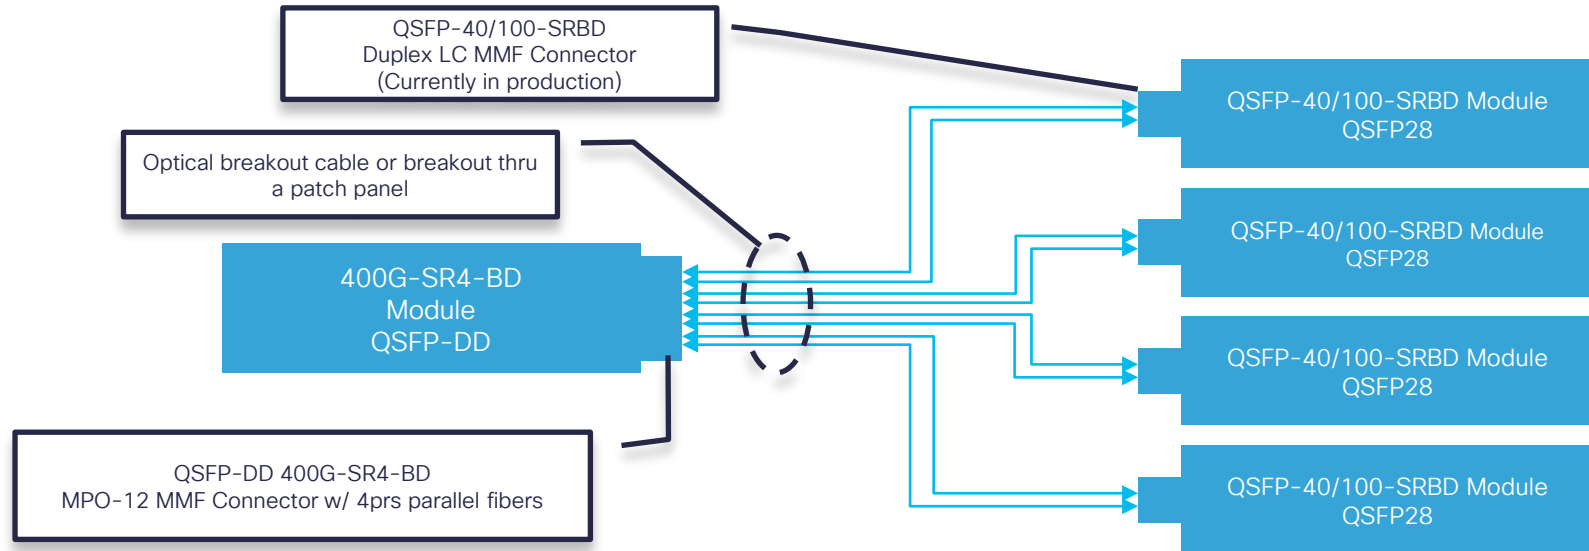 QSFP-40/100-SRBD
Duplex LC MMF Connector
(Currently in production)
QSFP-40/100-SRBD Module
QSFP28
Optical breakout cable or breakout thru
a patch panel
QSFP-40/100-SRBD Module
QSFP28
400G-SR4-BD
Module
QSFP-DD
QSFP-40/100-SRBD Module
QSFP28
QSFP-DD 400G-SR4-BD
MPO-12 MMF Connector w/ 4prs parallel fibers
QSFP-40/100-SRBD Module
QSFP28